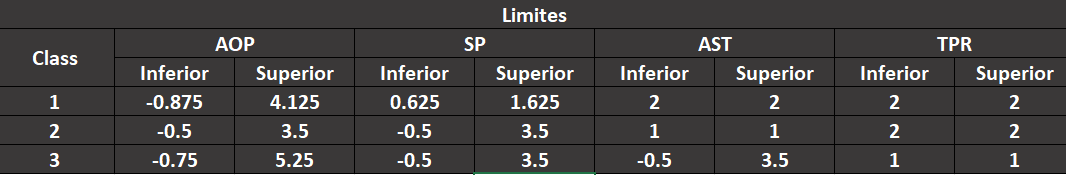 Limites
Class AOP SP AST TPR
Inferior Superior Inferior Superior Inferior Superior Inferior Superior
1 -0.875 4.125 0.625 1.625 2 2 2 2
2 -0.5 3.5 -0.5 3.5 1 1 2 2
3 -0.75 5.25 -0.5 3.5 -0.5 3.5 1 1